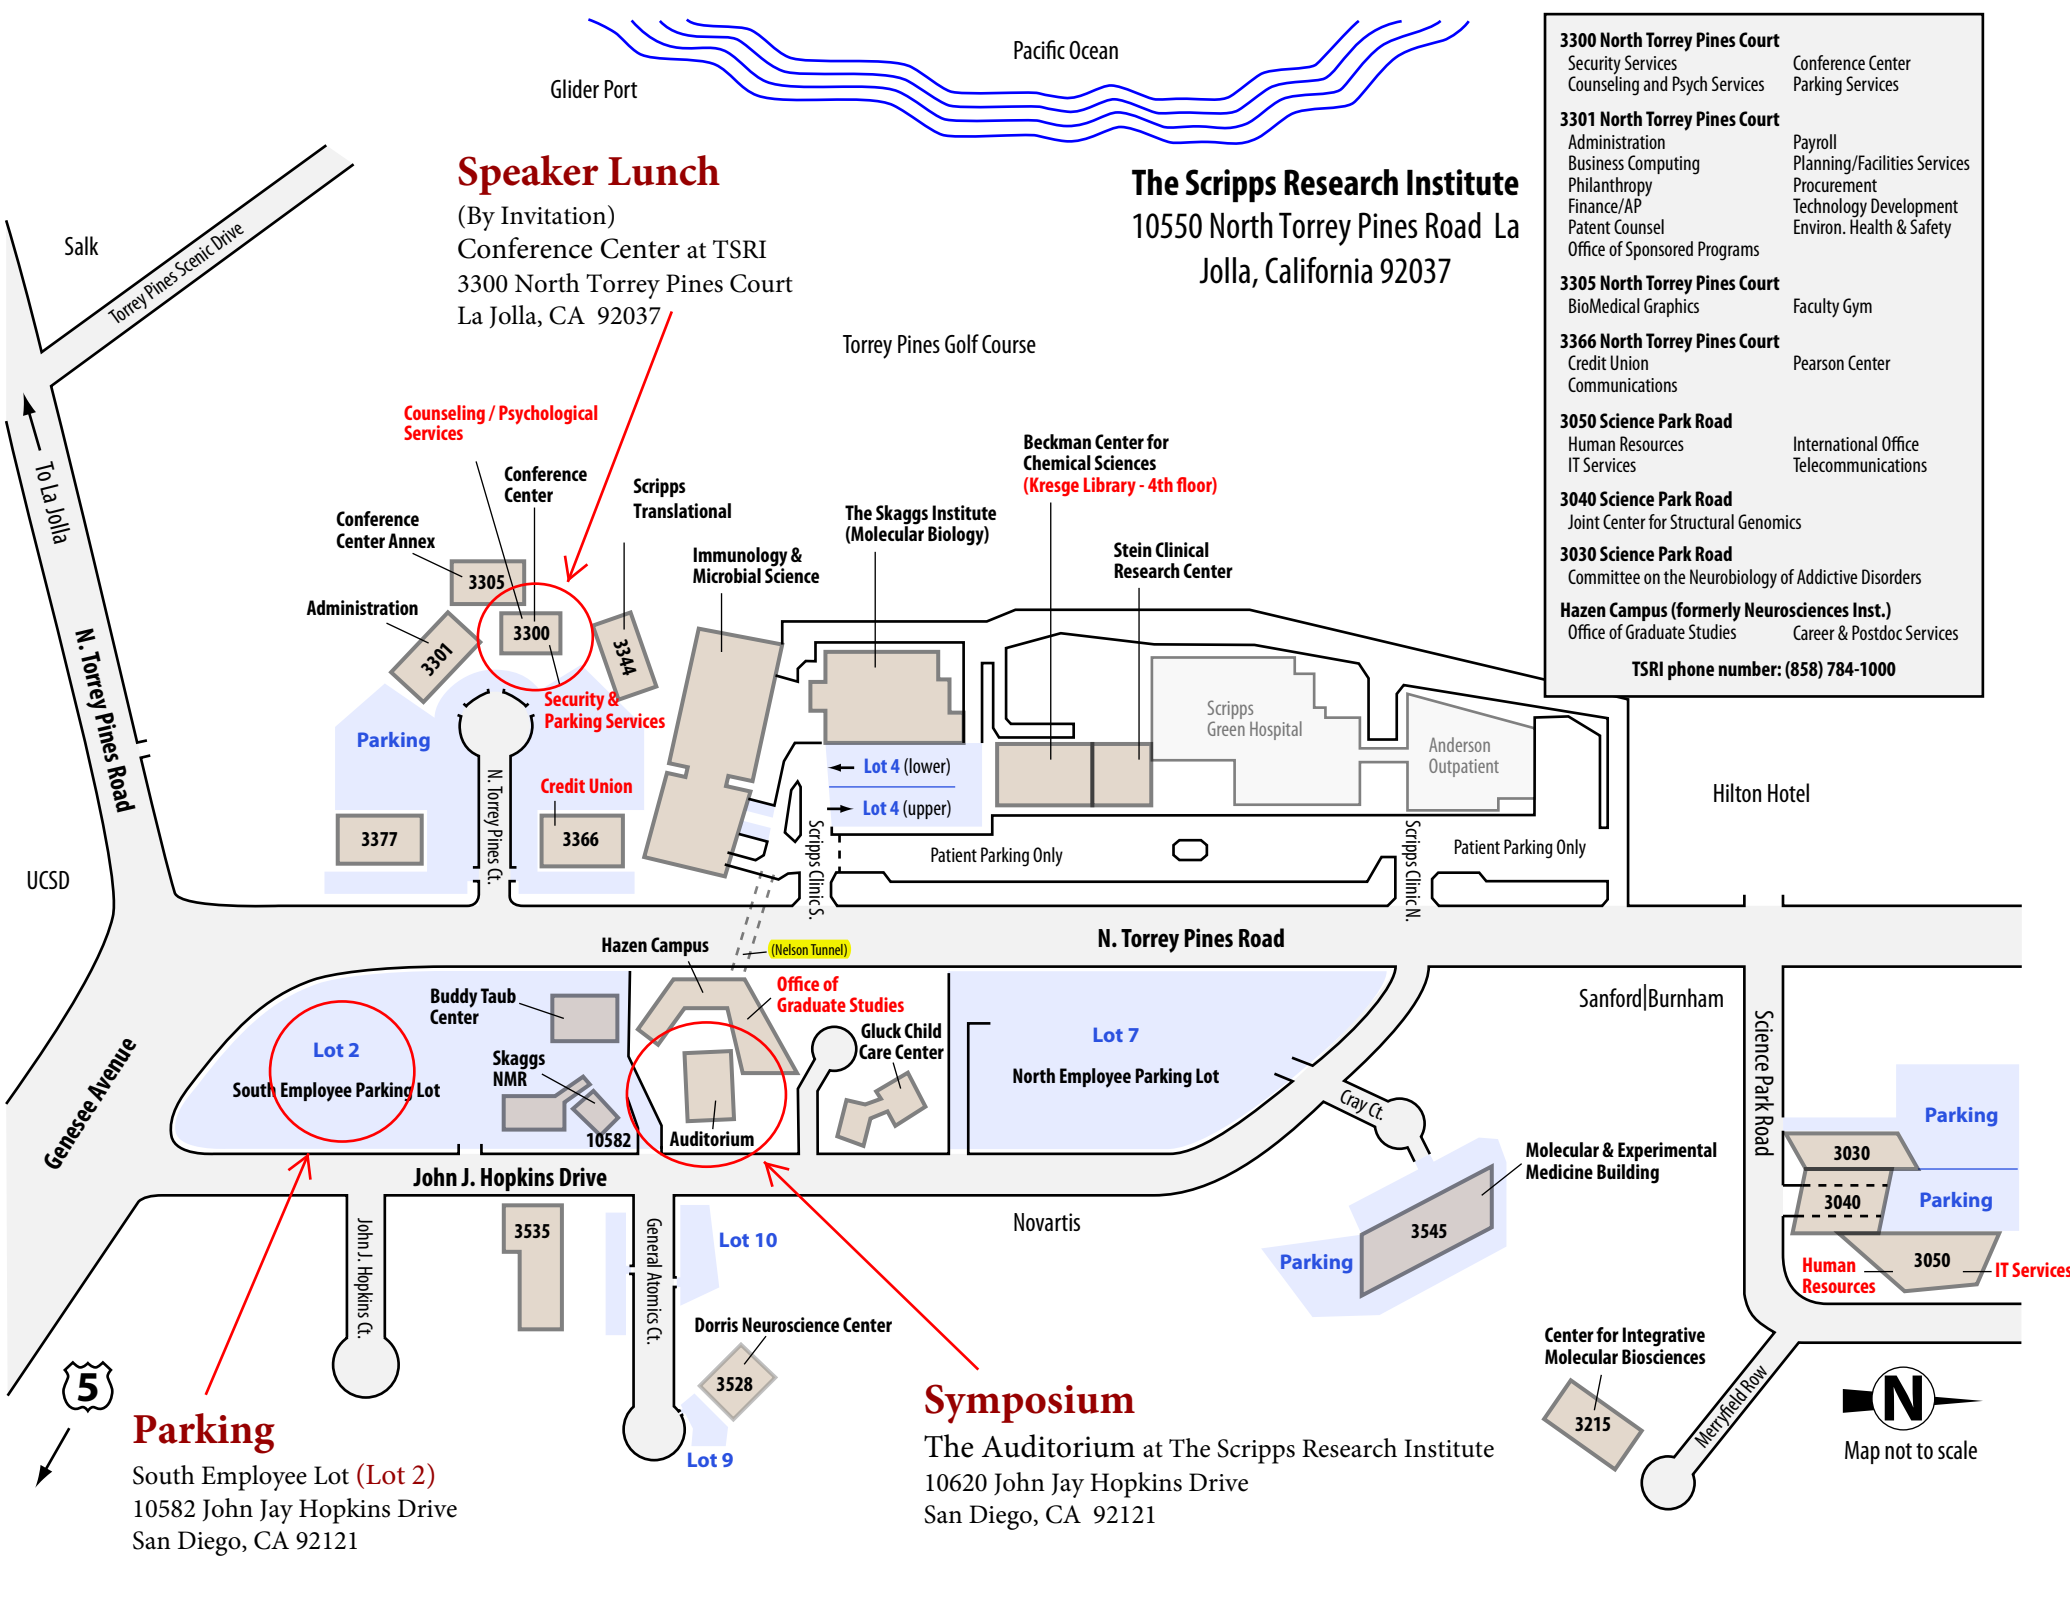 Pacific Ocean
Glider Port
Speaker Lunch
(By Invitation)
Conference Center at TSRI
3300 North Torrey Pines Court
La Jolla, CA 92037
The Scripps Research Institute
10550 North Torrey Pines Road La
Jolla, California 92037
3300 North Torrey Pines Court
Security Services Conference Center
Counseling and Psych Services Parking Services
3301 North Torrey Pines Court
Administration Payroll
Business Computing Planning/Facilities Services
Philanthropy Procurement
Finance/AP Technology Development
Patent Counsel Environ. Health & Safety
Office of Sponsored Programs
3305 North Torrey Pines Court
BioMedical Graphics Faculty Gym
3366 North Torrey Pines Court
Credit Union Pearson Center
Communications
3050 Science Park Road
Human Resources International Office
IT Services Telecommunications
3040 Science Park Road
Joint Center for Structural Genomics
3030 Science Park Road
Committee on the Neurobiology of Addictive Disorders
Hazen Campus (formerly Neurosciences Inst.)
Office of Graduate Studies Career & Postdoc Services
TSRI phone number: (858) 784-1000
Salk
Torrey Pines Scenic Drive
Torrey Pines Golf Course
To La Jolla
N. Torrey Pines Road
UCSD
Counseling / Psychological
Services
Conference
Center
Scripps
Translational
Conference
Center Annex
Administration
3305
3300
3301
3344
Security &
Parking Services
Parking
N. Torrey Pines Ct.
Credit Union
3377
3366
Immunology &
Microbial Science
The Skaggs Institute
(Molecular Biology)
Beckman Center for
Chemical Sciences
(Kresge Library - 4th floor)
Stein Clinical
Research Center
Scripps
Green Hospital
Anderson
Outpatient
Lot 4 (lower)
Lot 4 (upper)
Scripps Clinic S.
Patient Parking Only
Scripps Clinic N.
Patient Parking Only
Hilton Hotel
N. Torrey Pines Road
Hazen Campus
(Nelson Tunnel)
Office of
Graduate Studies
Buddy Taub
Center
Skaggs
NMR
10582
Auditorium
Gluck Child
Care Center
Lot 2
South Employee Parking Lot
Lot 7
North Employee Parking Lot
Genesee Avenue
John J. Hopkins Drive
Cray Ct.
Sanford|Burnham
Science Park Road
Parking
3030
3040
Parking
3050
Human
Resources
IT Services
Molecular & Experimental
Medicine Building
3545
Parking
Novartis
John J. Hopkins Ct.
3535
General Atomics Ct.
Lot 10
Dorris Neuroscience Center
3528
Lot 9
Center for Integrative
Molecular Biosciences
3215
Merryfield Row
N
Map not to scale
5
Parking
South Employee Lot (Lot 2)
10582 John Jay Hopkins Drive
San Diego, CA 92121
Symposium
The Auditorium at The Scripps Research Institute
10620 John Jay Hopkins Drive
San Diego, CA 92121